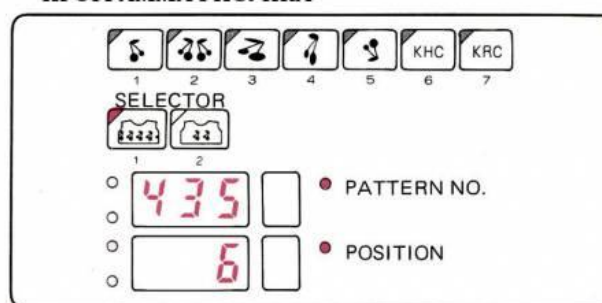 KHC KRC
1 2 3 4 5 6 7
SELECTOR
1 2
435 PATTERN NO.
6 POSITION